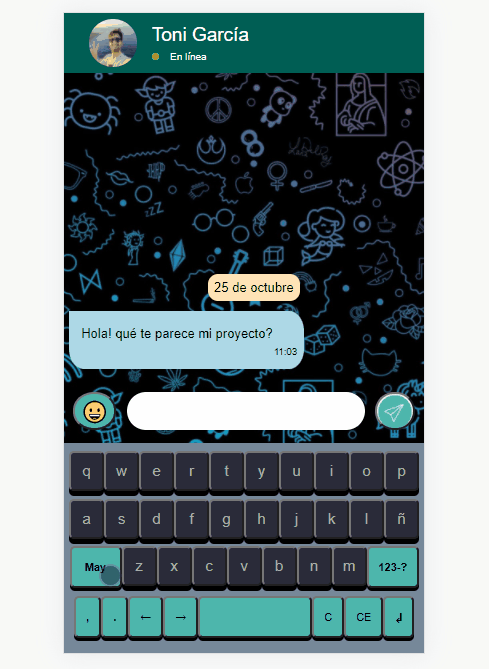 Toni García
En línea
25 de octubre
Hola! qué te parece mi proyecto?
11:03
q w e r t y u i o p
a s d f g h j k l ñ
May z x c v b n m 123-?
, . ← → C CE ↲